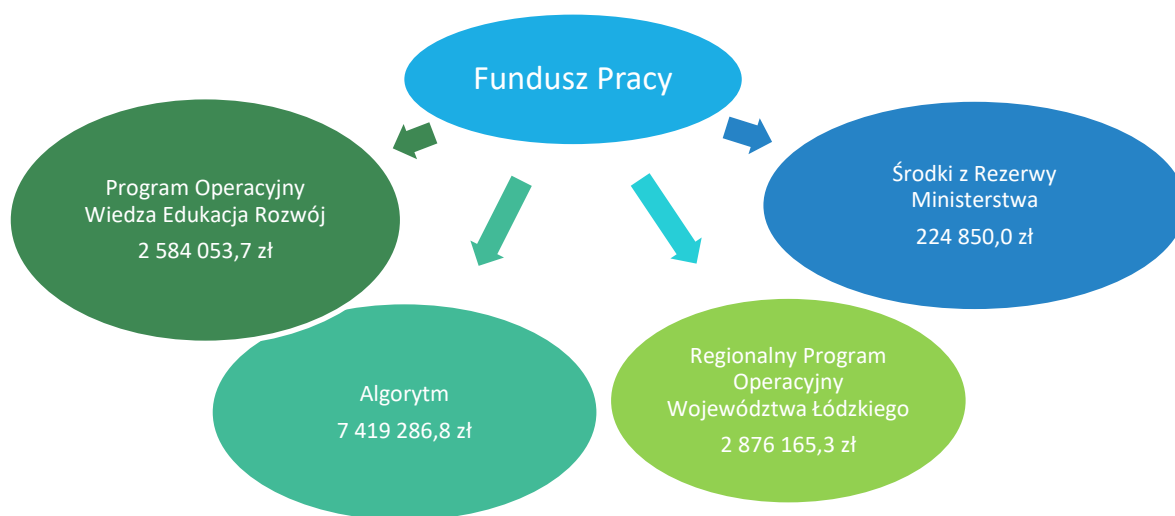 Fundusz Pracy
Program Operacyjny
Wiedza Edukacja Rozwój
2 584 053,7 zł
Środki z Rezerwy
Ministerstwa
224 850,0 zł
Algorytm
7 419 286,8 zł
Regionalny Program
Operacyjny
Województwa Łódzkiego
2 876 165,3 zł